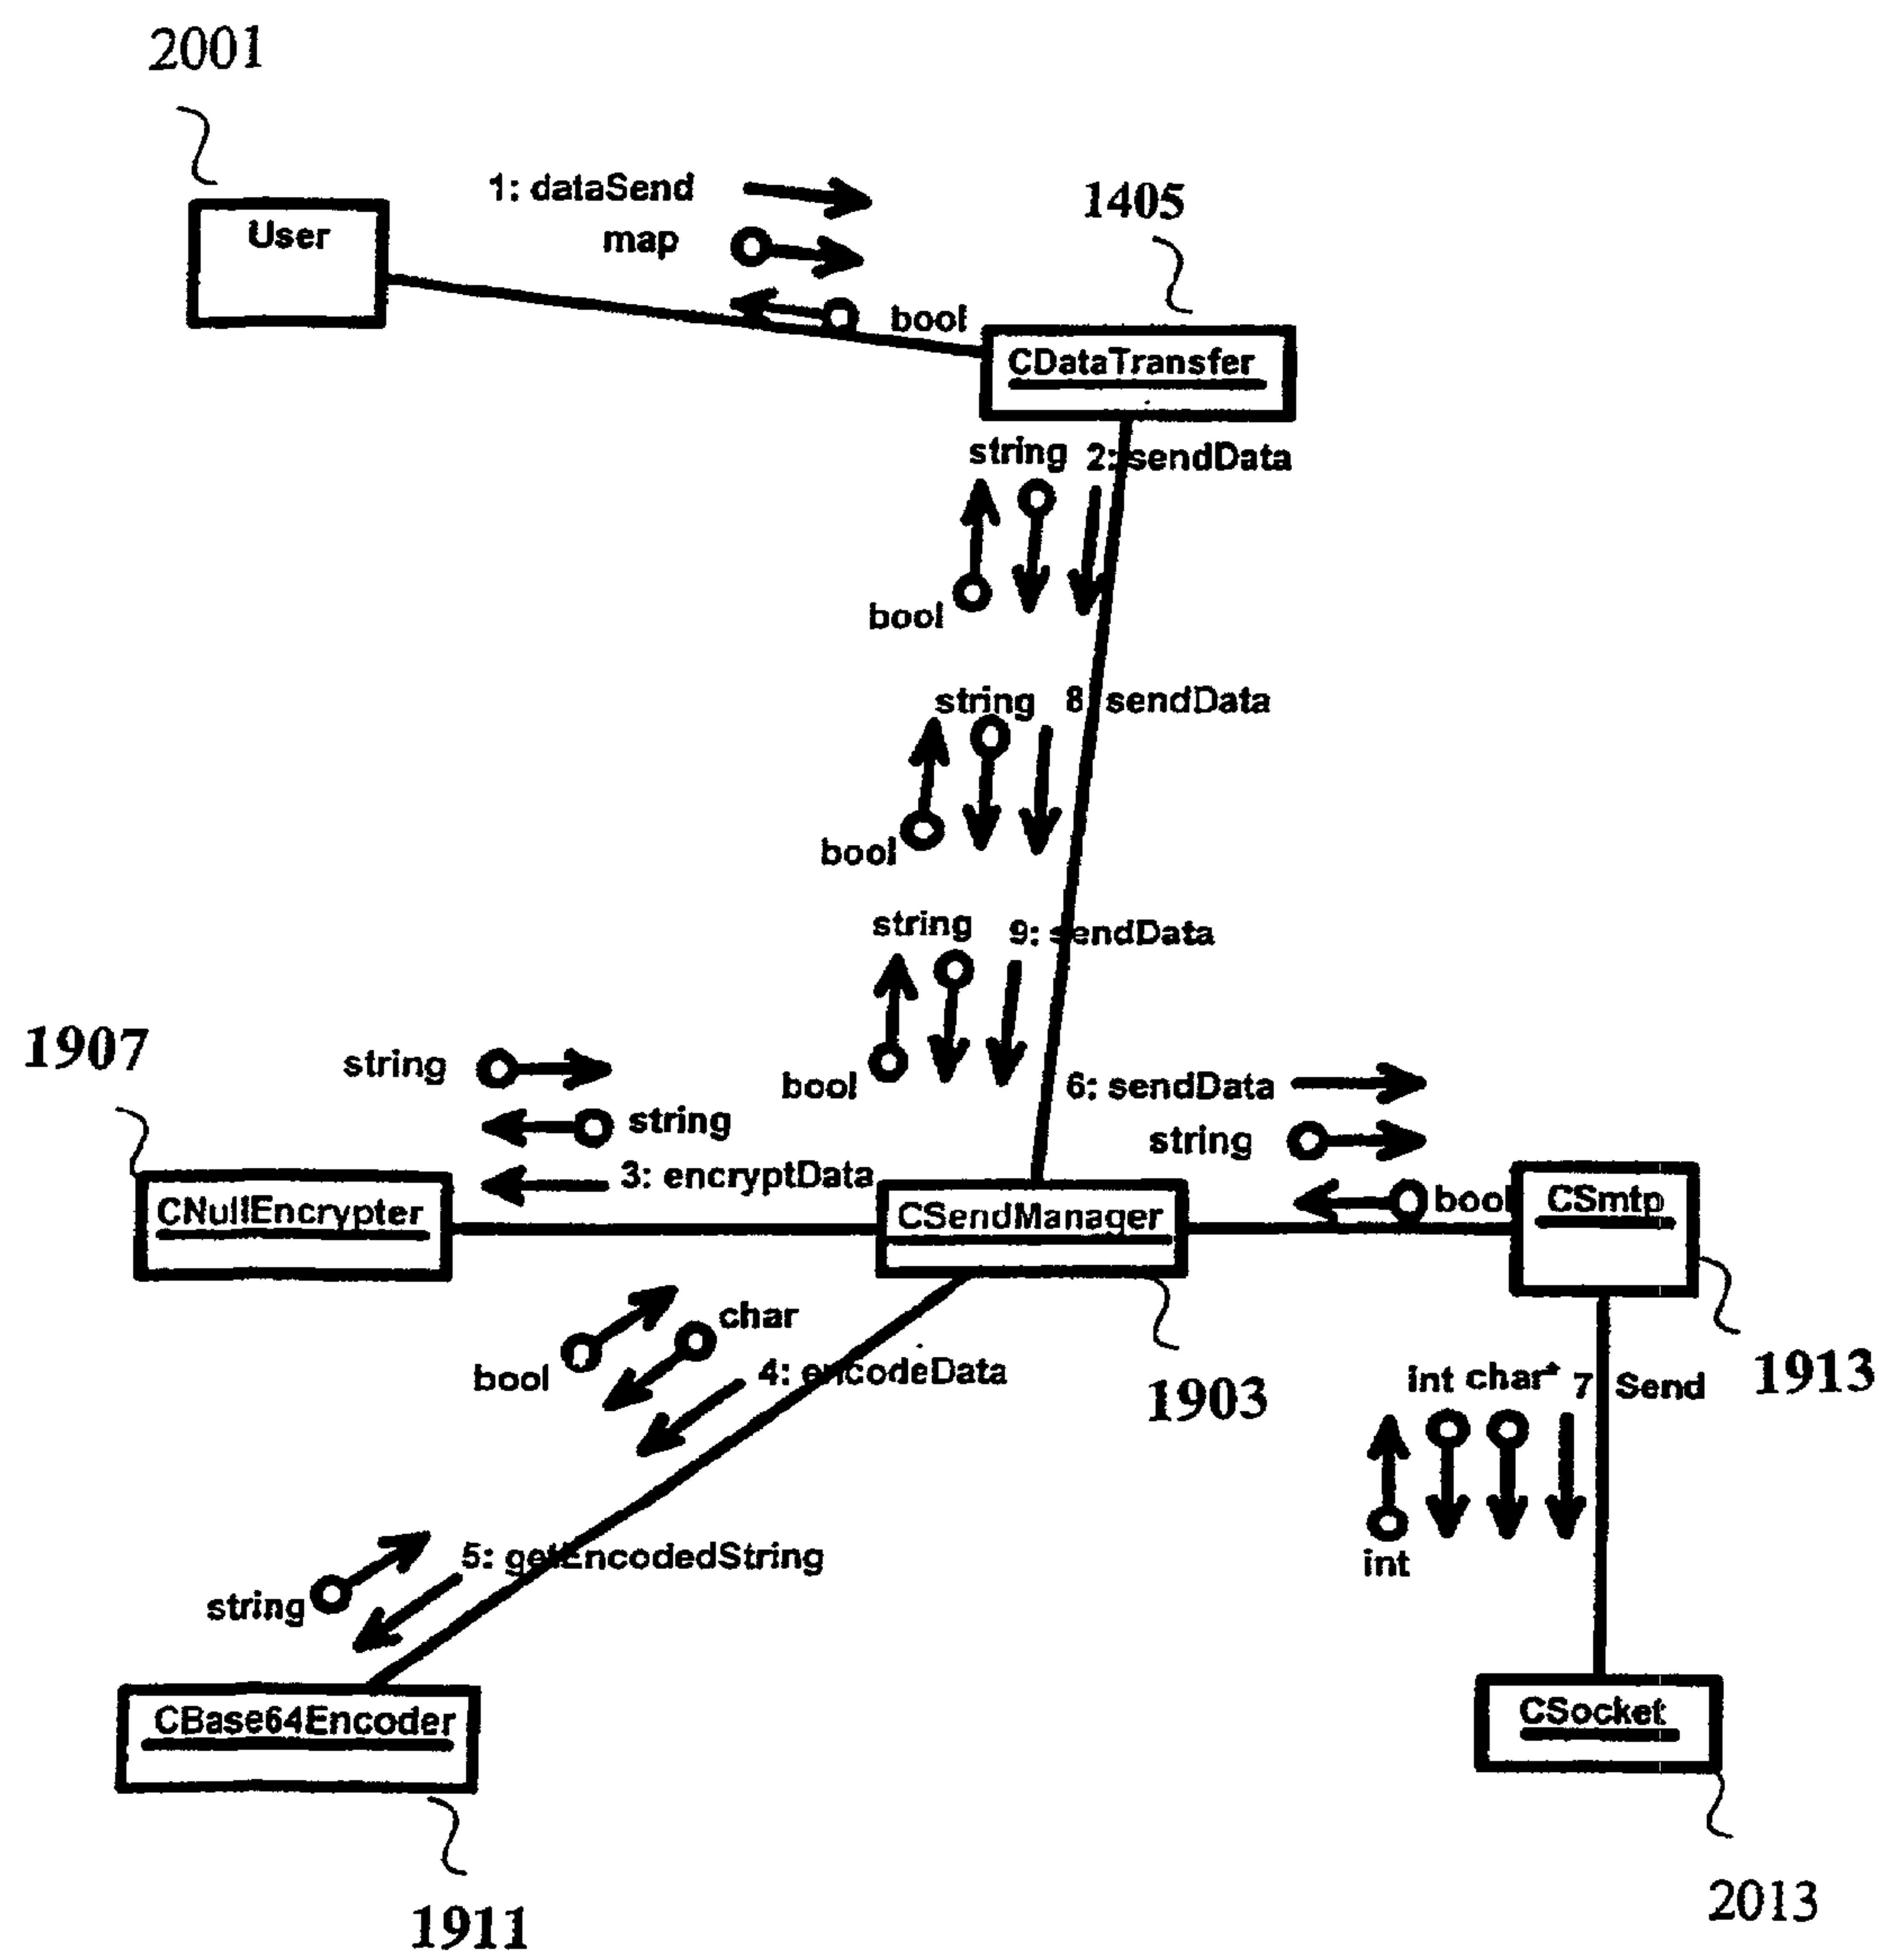 2001
1: dataSend
map
bool
User
1405
CDataTransfer
string 2: sendData
bool
string 8 sendData
bool
string 9: sendData
bool
1907
string
string
3: encryptData
6: sendData
string
bool
CNullEncrypter
CSendManager
CSmtp
char
bool
4: encodeData
1903
1913
int char* 7 Send
int
5: getEncodedString
string
CBase64Encoder
CSocket
1911
2013